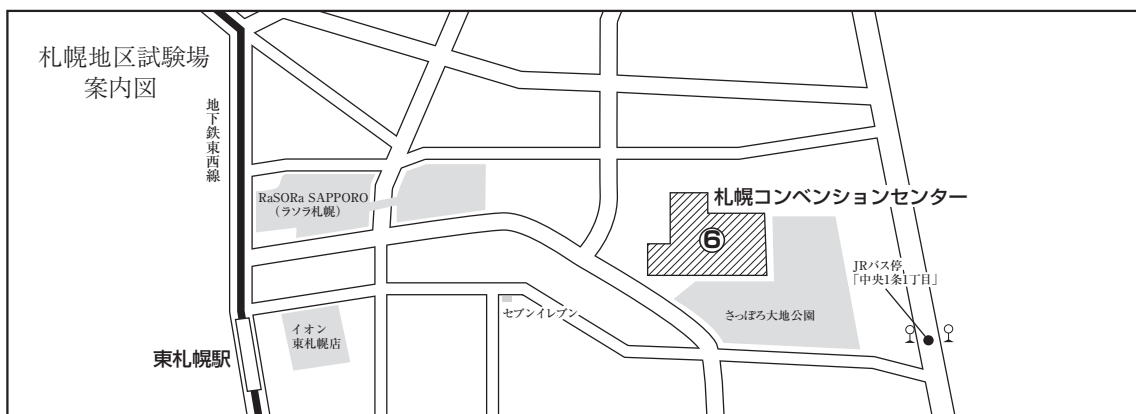 札幌地区試験場
案内図
地下鉄東西線
RaSORa SAPPORO
（ラソラ札幌）
札幌コンベンションセンター
⑥
JRバス停
「中央1条1丁目」
セブンイレブン
さっぽろ大地公園
イオン
東札幌店
東札幌駅